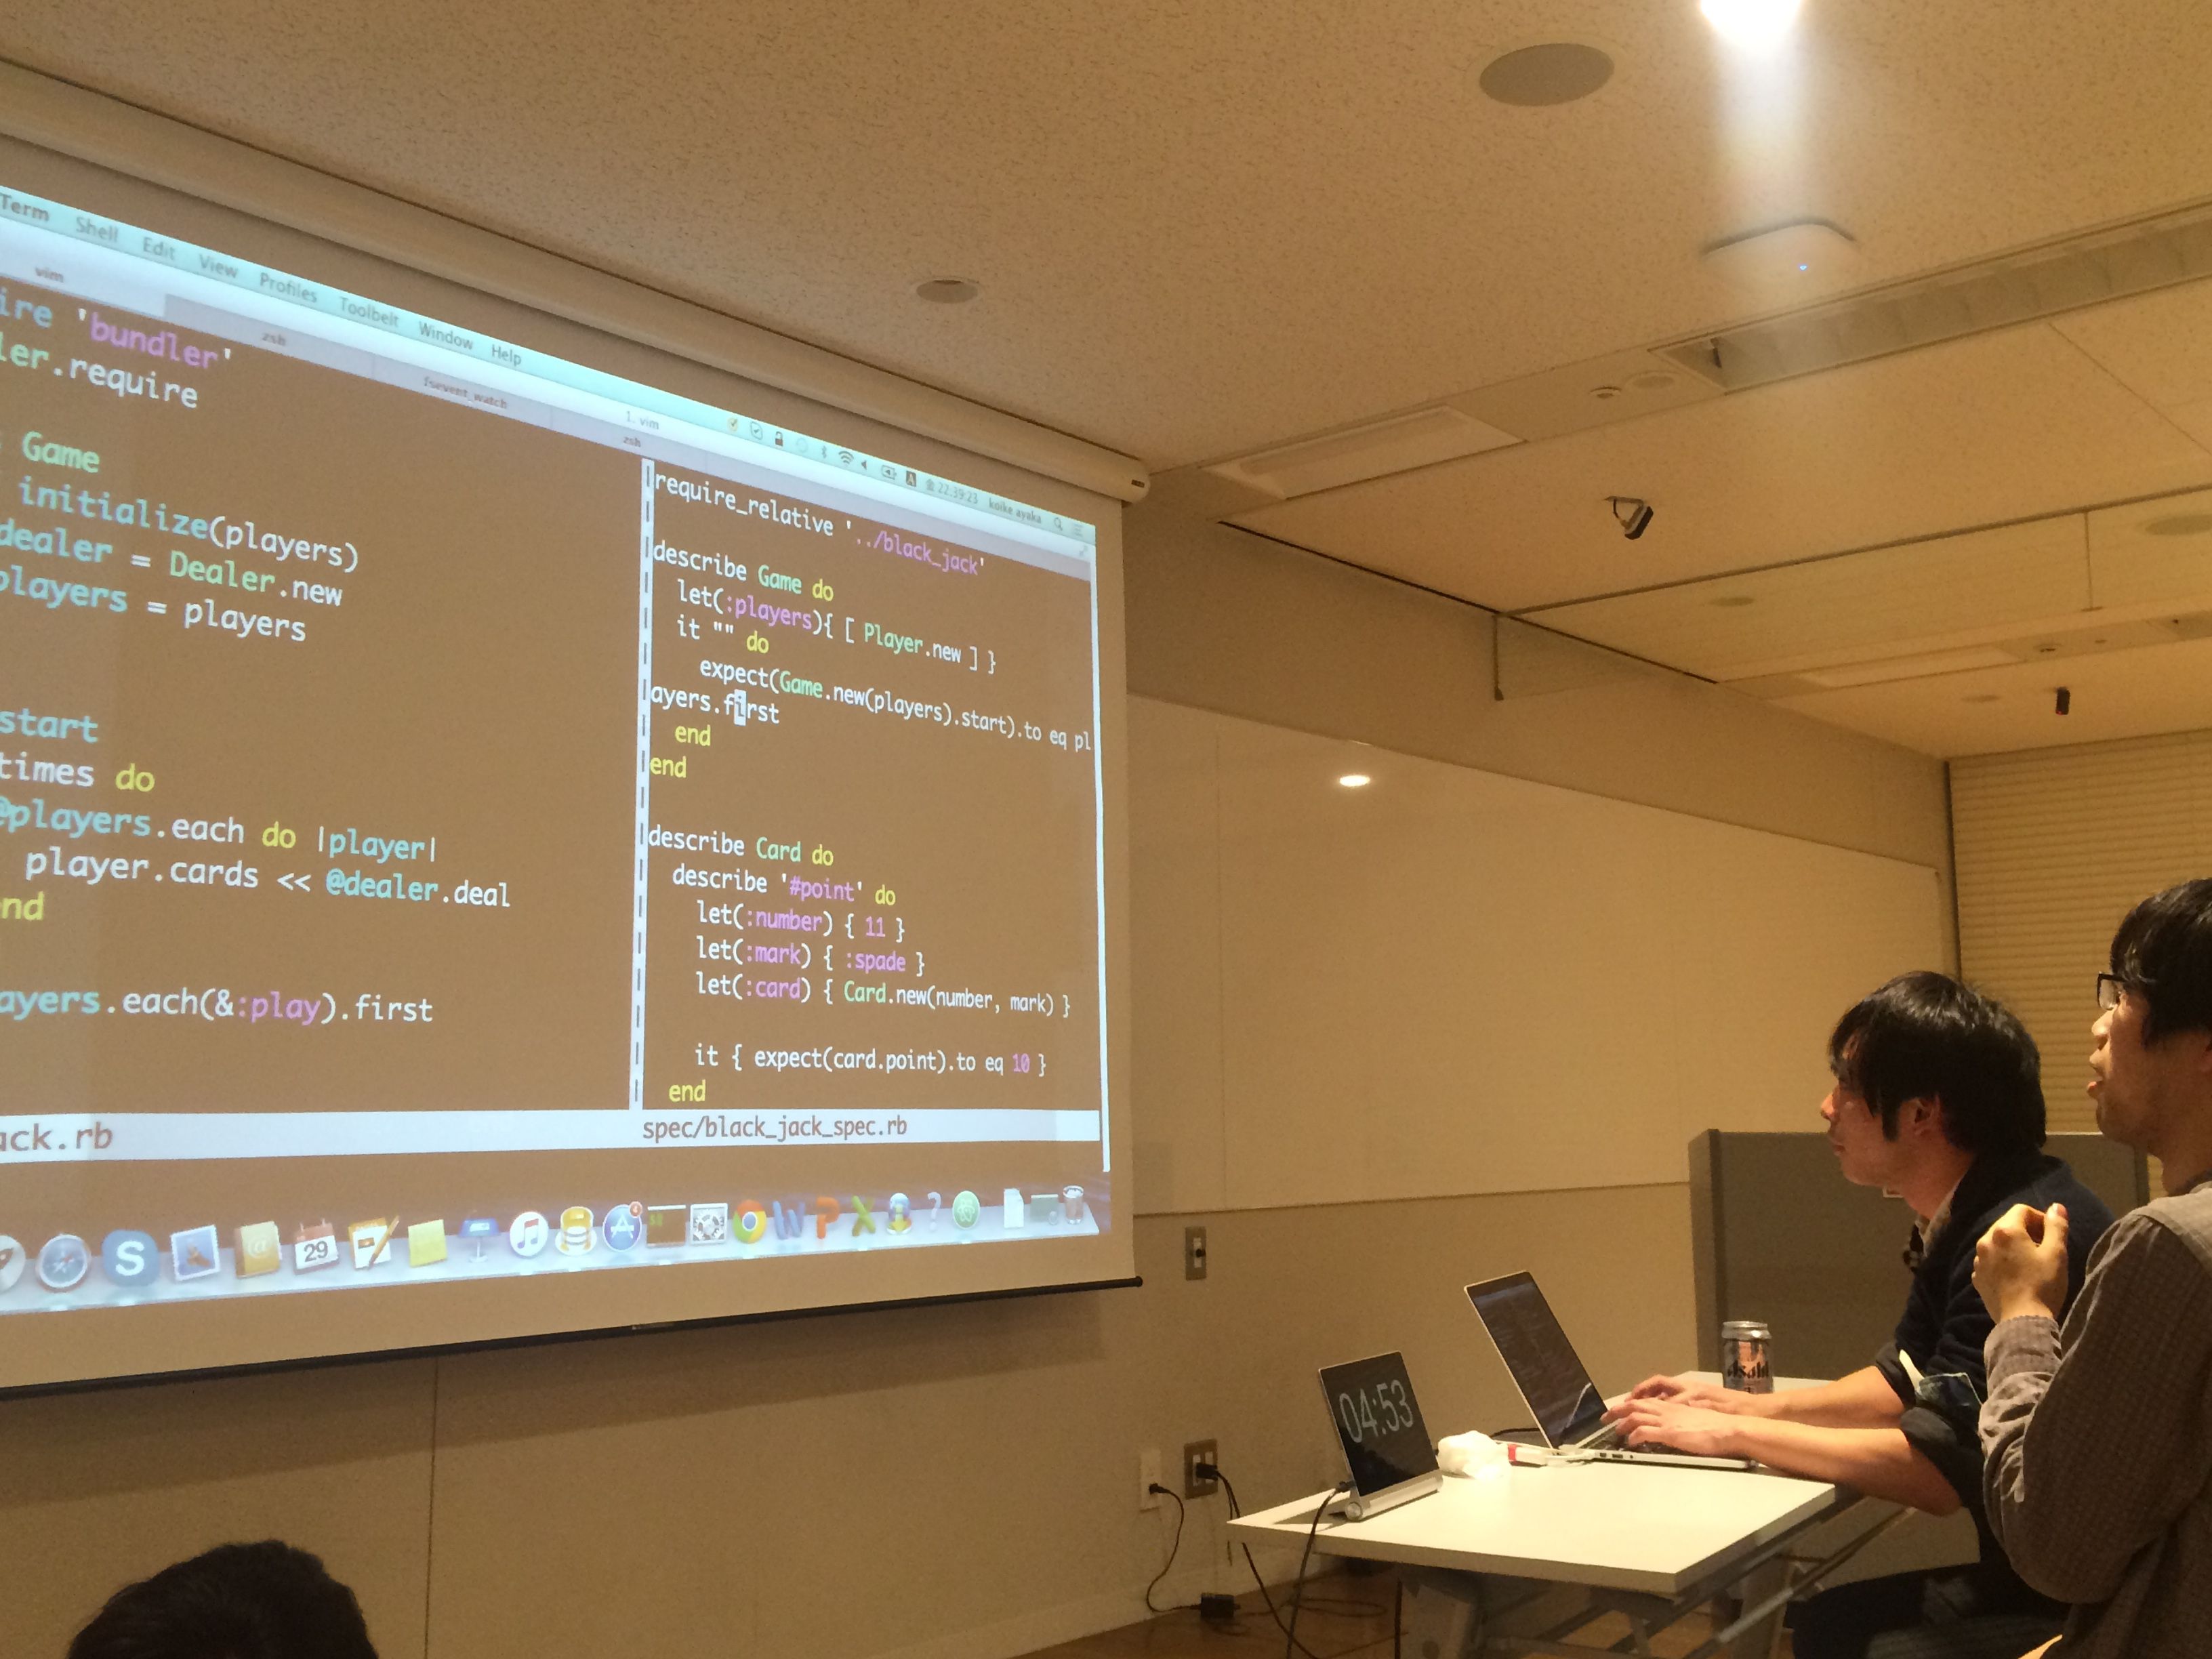 Term Shell Edit View Profiles Toolbelt Window Help
1. vim
金 22:39:23 koike ayaka
vim zsh fsevent_watch zsh
ire 'bundler'
ler.require
Game
initialize(players)
dealer = Dealer.new
players = players
start
times do
@players.each do |player|
player.cards << @dealer.deal
end
ayers.each(&:play).first
ack.rb
require_relative '../black_jack'
describe Game do
let(:players){ [ Player.new ] }
it "" do
expect(Game.new(players).start).to eq pl
ayers.first
end
end
describe Card do
describe '#point' do
let(:number) { 11 }
let(:mark) { :spade }
let(:card) { Card.new(number, mark) }
it { expect(card.point).to eq 10 }
end
spec/black_jack_spec.rb
29
04:53
Asahi